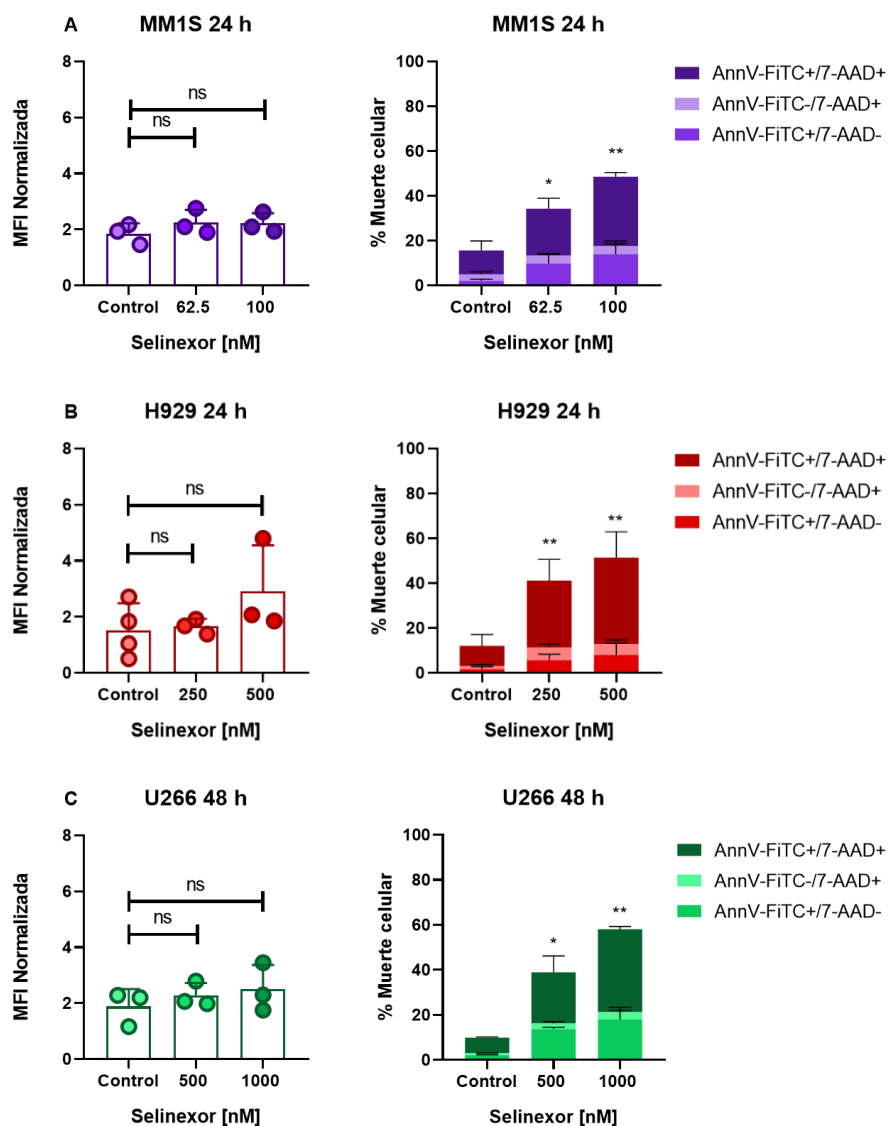 A
MM1S 24 h
MFI Normalizada
8
6
4
2
0
ns
ns
Control 62.5 100
Selinexor [nM]
MM1S 24 h
% Muerte celular
100
80
60
40
20
0
*
**
Control 62.5 100
Selinexor [nM]
AnnV-FiTC+/7-AAD+
AnnV-FiTC-/7-AAD+
AnnV-FiTC+/7-AAD-
B
H929 24 h
MFI Normalizada
8
6
4
2
0
ns
ns
Control 250 500
Selinexor [nM]
H929 24 h
% Muerte celular
100
80
60
40
20
0
**
**
Control 250 500
Selinexor [nM]
AnnV-FiTC+/7-AAD+
AnnV-FiTC-/7-AAD+
AnnV-FiTC+/7-AAD-
C
U266 48 h
MFI Normalizada
8
6
4
2
0
ns
ns
Control 500 1000
Selinexor [nM]
U266 48 h
% Muerte celular
100
80
60
40
20
0
*
**
Control 500 1000
Selinexor [nM]
AnnV-FiTC+/7-AAD+
AnnV-FiTC-/7-AAD+
AnnV-FiTC+/7-AAD-